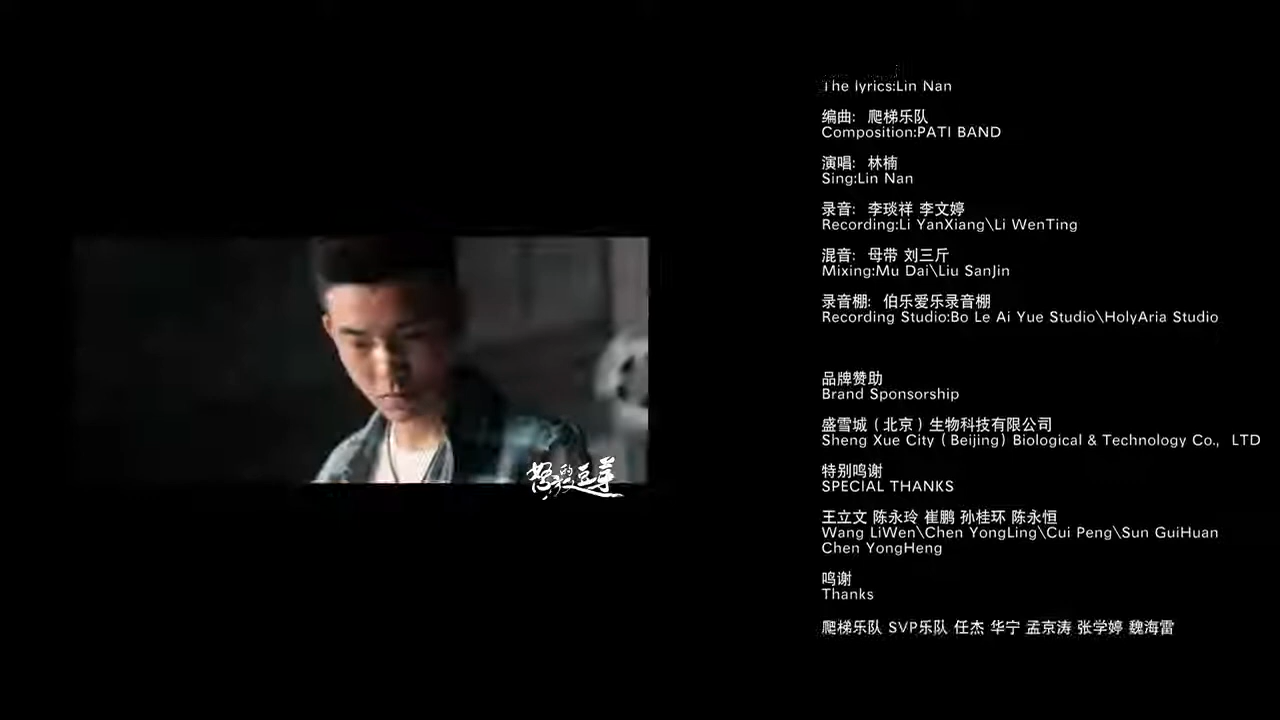 The lyrics:Lin Nan
编曲：爬梯乐队
Composition:PATI BAND
演唱：林楠
Sing:Lin Nan
录音：李琰祥 李文婷
Recording:Li YanXiang\Li WenTing
混音：母带 刘三斤
Mixing:Mu Dai\Liu SanJin
录音棚：伯乐爱乐录音棚
Recording Studio:Bo Le Ai Yue Studio\HolyAria Studio
品牌赞助
Brand Sponsorship
盛雪城（北京）生物科技有限公司
Sheng Xue City（Beijing）Biological & Technology Co.，LTD
特别鸣谢
SPECIAL THANKS
王立文 陈永玲 崔鹏 孙桂环 陈永恒
Wang LiWen\Chen YongLing\Cui Peng\Sun GuiHuan
Chen YongHeng
鸣谢
Thanks
爬梯乐队 SVP乐队 任杰 华宁 孟京涛 张学婷 魏海雷